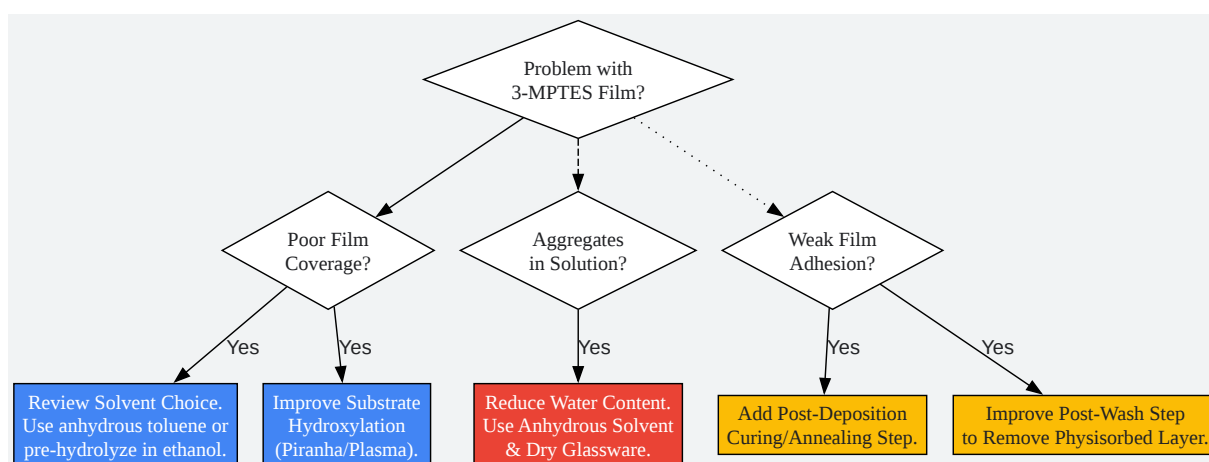 Problem with
3-MPTES Film?
Poor Film
Coverage?
Aggregates
in Solution?
Weak Film
Adhesion?
Yes
Yes
Yes
Yes
Yes
Review Solvent Choice.
Use anhydrous toluene or
pre-hydrolyze in ethanol.
Improve Substrate
Hydroxylation
(Piranha/Plasma).
Reduce Water Content.
Use Anhydrous Solvent
& Dry Glassware.
Add Post-Deposition
Curing/Annealing Step.
Improve Post-Wash Step
to Remove Physisorbed Layer.